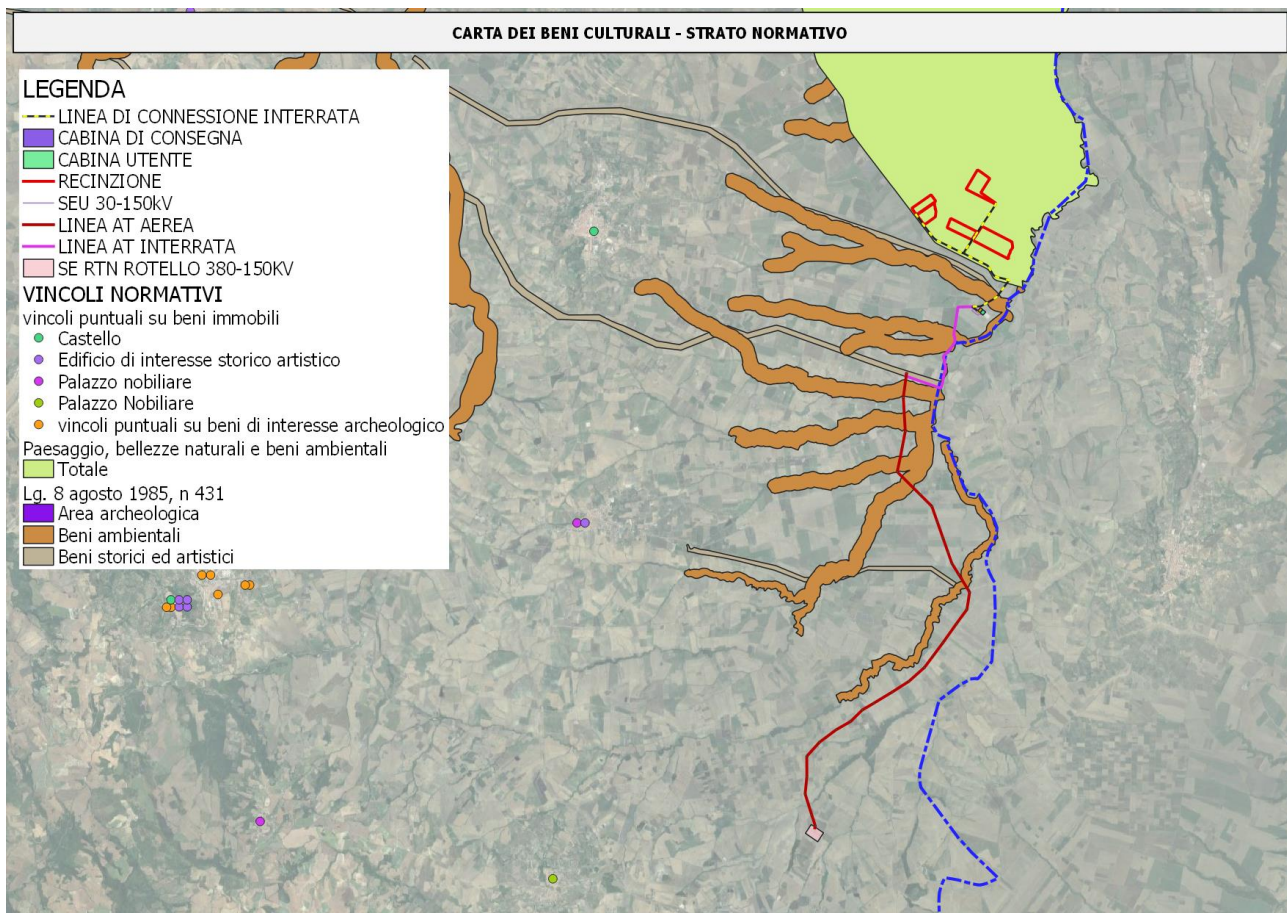 CARTA DEI BENI CULTURALI - STRATO NORMATIVO
LEGENDA
LINEA DI CONNESSIONE INTERRATA
CABINA DI CONSEGNA
CABINA UTENTE
RECINZIONE
SEU 30-150kV
LINEA AT AEREA
LINEA AT INTERRATA
SE RTN ROTELLO 380-150KV
VINCOLI NORMATIVI
vincoli puntuali su beni immobili
Castello
Edificio di interesse storico artistico
Palazzo nobiliare
Palazzo Nobiliare
vincoli puntuali su beni di interesse archeologico
Paesaggio, bellezze naturali e beni ambientali
Totale
Lg. 8 agosto 1985, n 431
Area archeologica
Beni ambientali
Beni storici ed artistici